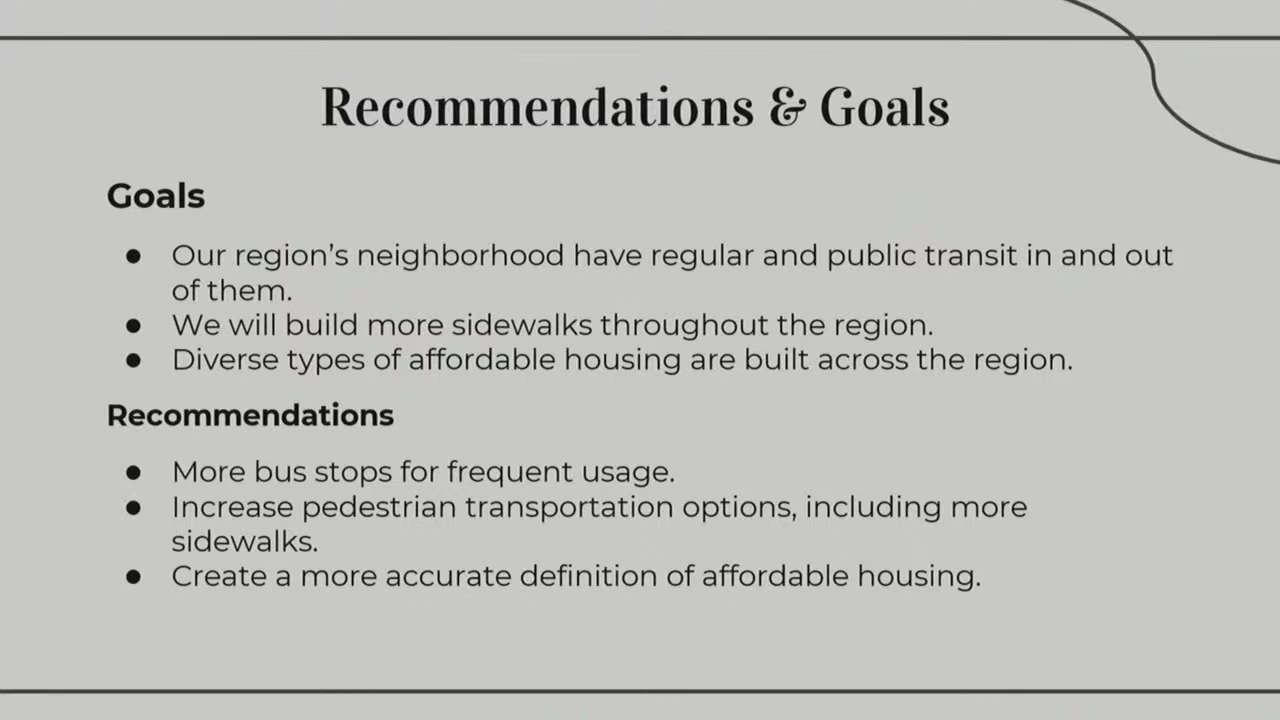 Recommendations & Goals
Goals
● Our region’s neighborhood have regular and public transit in and out
of them.
● We will build more sidewalks throughout the region.
● Diverse types of affordable housing are built across the region.
Recommendations
● More bus stops for frequent usage.
● Increase pedestrian transportation options, including more
sidewalks.
● Create a more accurate definition of affordable housing.